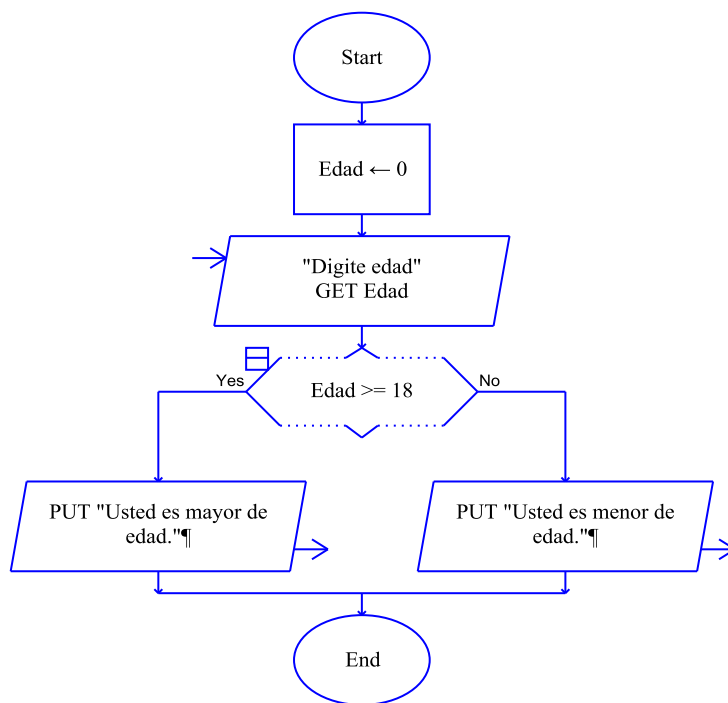 Start
Edad ← 0
"Digite edad"
GET Edad
Yes
Edad >= 18
No
PUT "Usted es mayor de
edad."¶
PUT "Usted es menor de
edad."¶
End